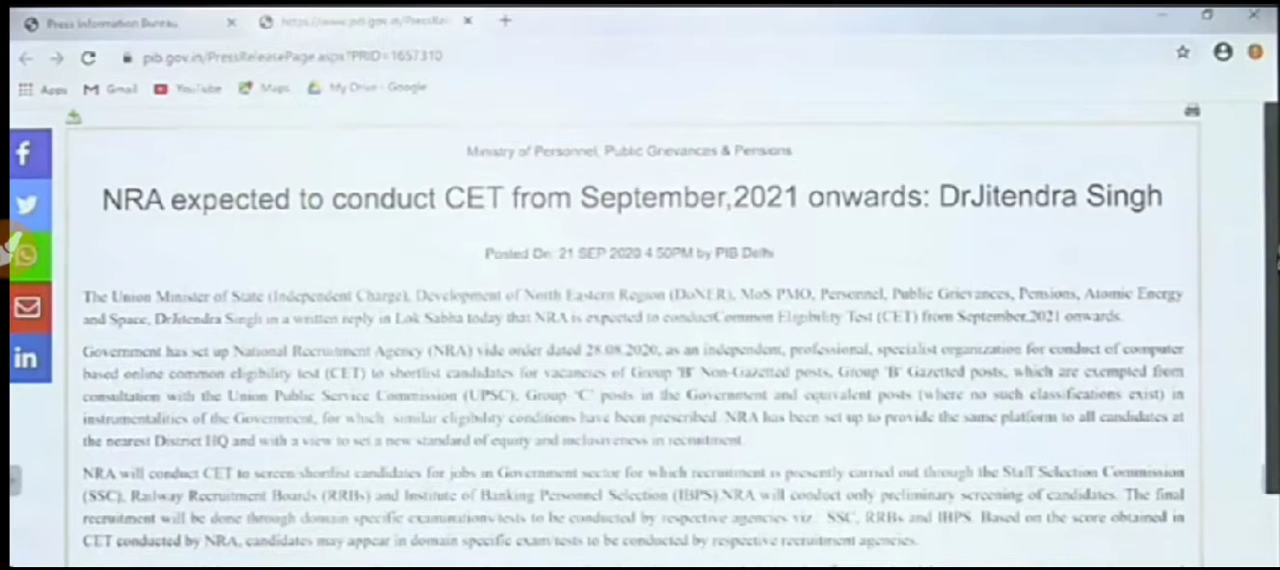 Press Information Bureau
https://www.pib.gov.in/PressRel
pib.gov.in/PressReleasePage.aspx?PRID=1657310
Apps Gmail YouTube Maps My Drive - Google
Ministry of Personnel, Public Grievances & Pensions
NRA expected to conduct CET from September,2021 onwards: DrJitendra Singh
Posted On: 21 SEP 2020 4:50PM by PIB Delhi
The Union Minister of State (Independent Charge), Development of North Eastern Region (DoNER), MoS PMO, Personnel, Public Grievances, Pensions, Atomic Energy
and Space, DrJitendra Singh in a written reply in Lok Sabha today that NRA is expected to conductCommon Eligibility Test (CET) from September,2021 onwards.
Government has set up National Recruitment Agency (NRA) vide order dated 28.08.2020, as an independent, professional, specialist organization for conduct of computer
based online common eligibility test (CET) to shortlist candidates for vacancies of Group 'B' Non-Gazetted posts, Group 'B' Gazetted posts, which are exempted from
consultation with the Union Public Service Commission (UPSC), Group 'C' posts in the Government and equivalent posts (where no such classifications exist) in
instrumentalities of the Government, for which similar eligibility conditions have been prescribed. NRA has been set up to provide the same platform to all candidates at
the nearest District HQ and with a view to set a new standard of equity and inclusiveness in recruitment.
NRA will conduct CET to screen/shortlist candidates for jobs in Government sector for which recruitment is presently carried out through the Staff Selection Commission
(SSC), Railway Recruitment Boards (RRBs) and Institute of Banking Personnel Selection (IBPS).NRA will conduct only preliminary screening of candidates. The final
recruitment will be done through domain specific examinations/tests to be conducted by respective agencies viz. SSC, RRBs and IBPS. Based on the score obtained in
CET conducted by NRA, candidates may appear in domain specific exam/tests to be conducted by respective recruitment agencies.